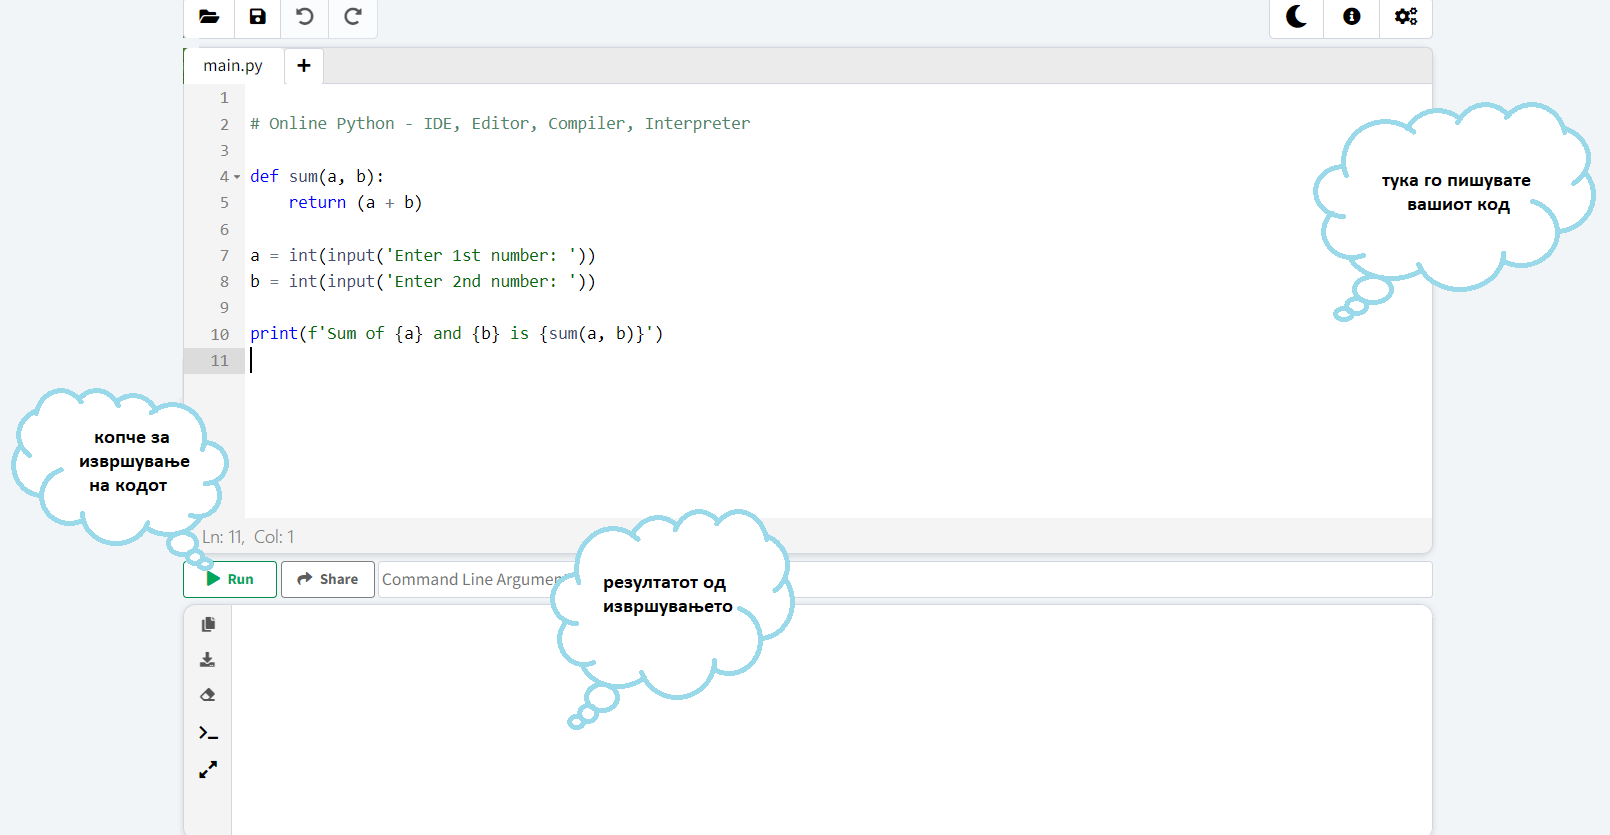 main.py
1
2 # Online Python - IDE, Editor, Compiler, Interpreter
3
4 def sum(a, b):
5     return (a + b)
6
7 a = int(input('Enter 1st number: '))
8 b = int(input('Enter 2nd number: '))
9
10 print(f'Sum of {a} and {b} is {sum(a, b)}')
11
тука го пишувате
вашиот код
копче за
извршување
на кодот
Ln: 11, Col: 1
Run Share Command Line Argumen
резултатот од
извршувањето